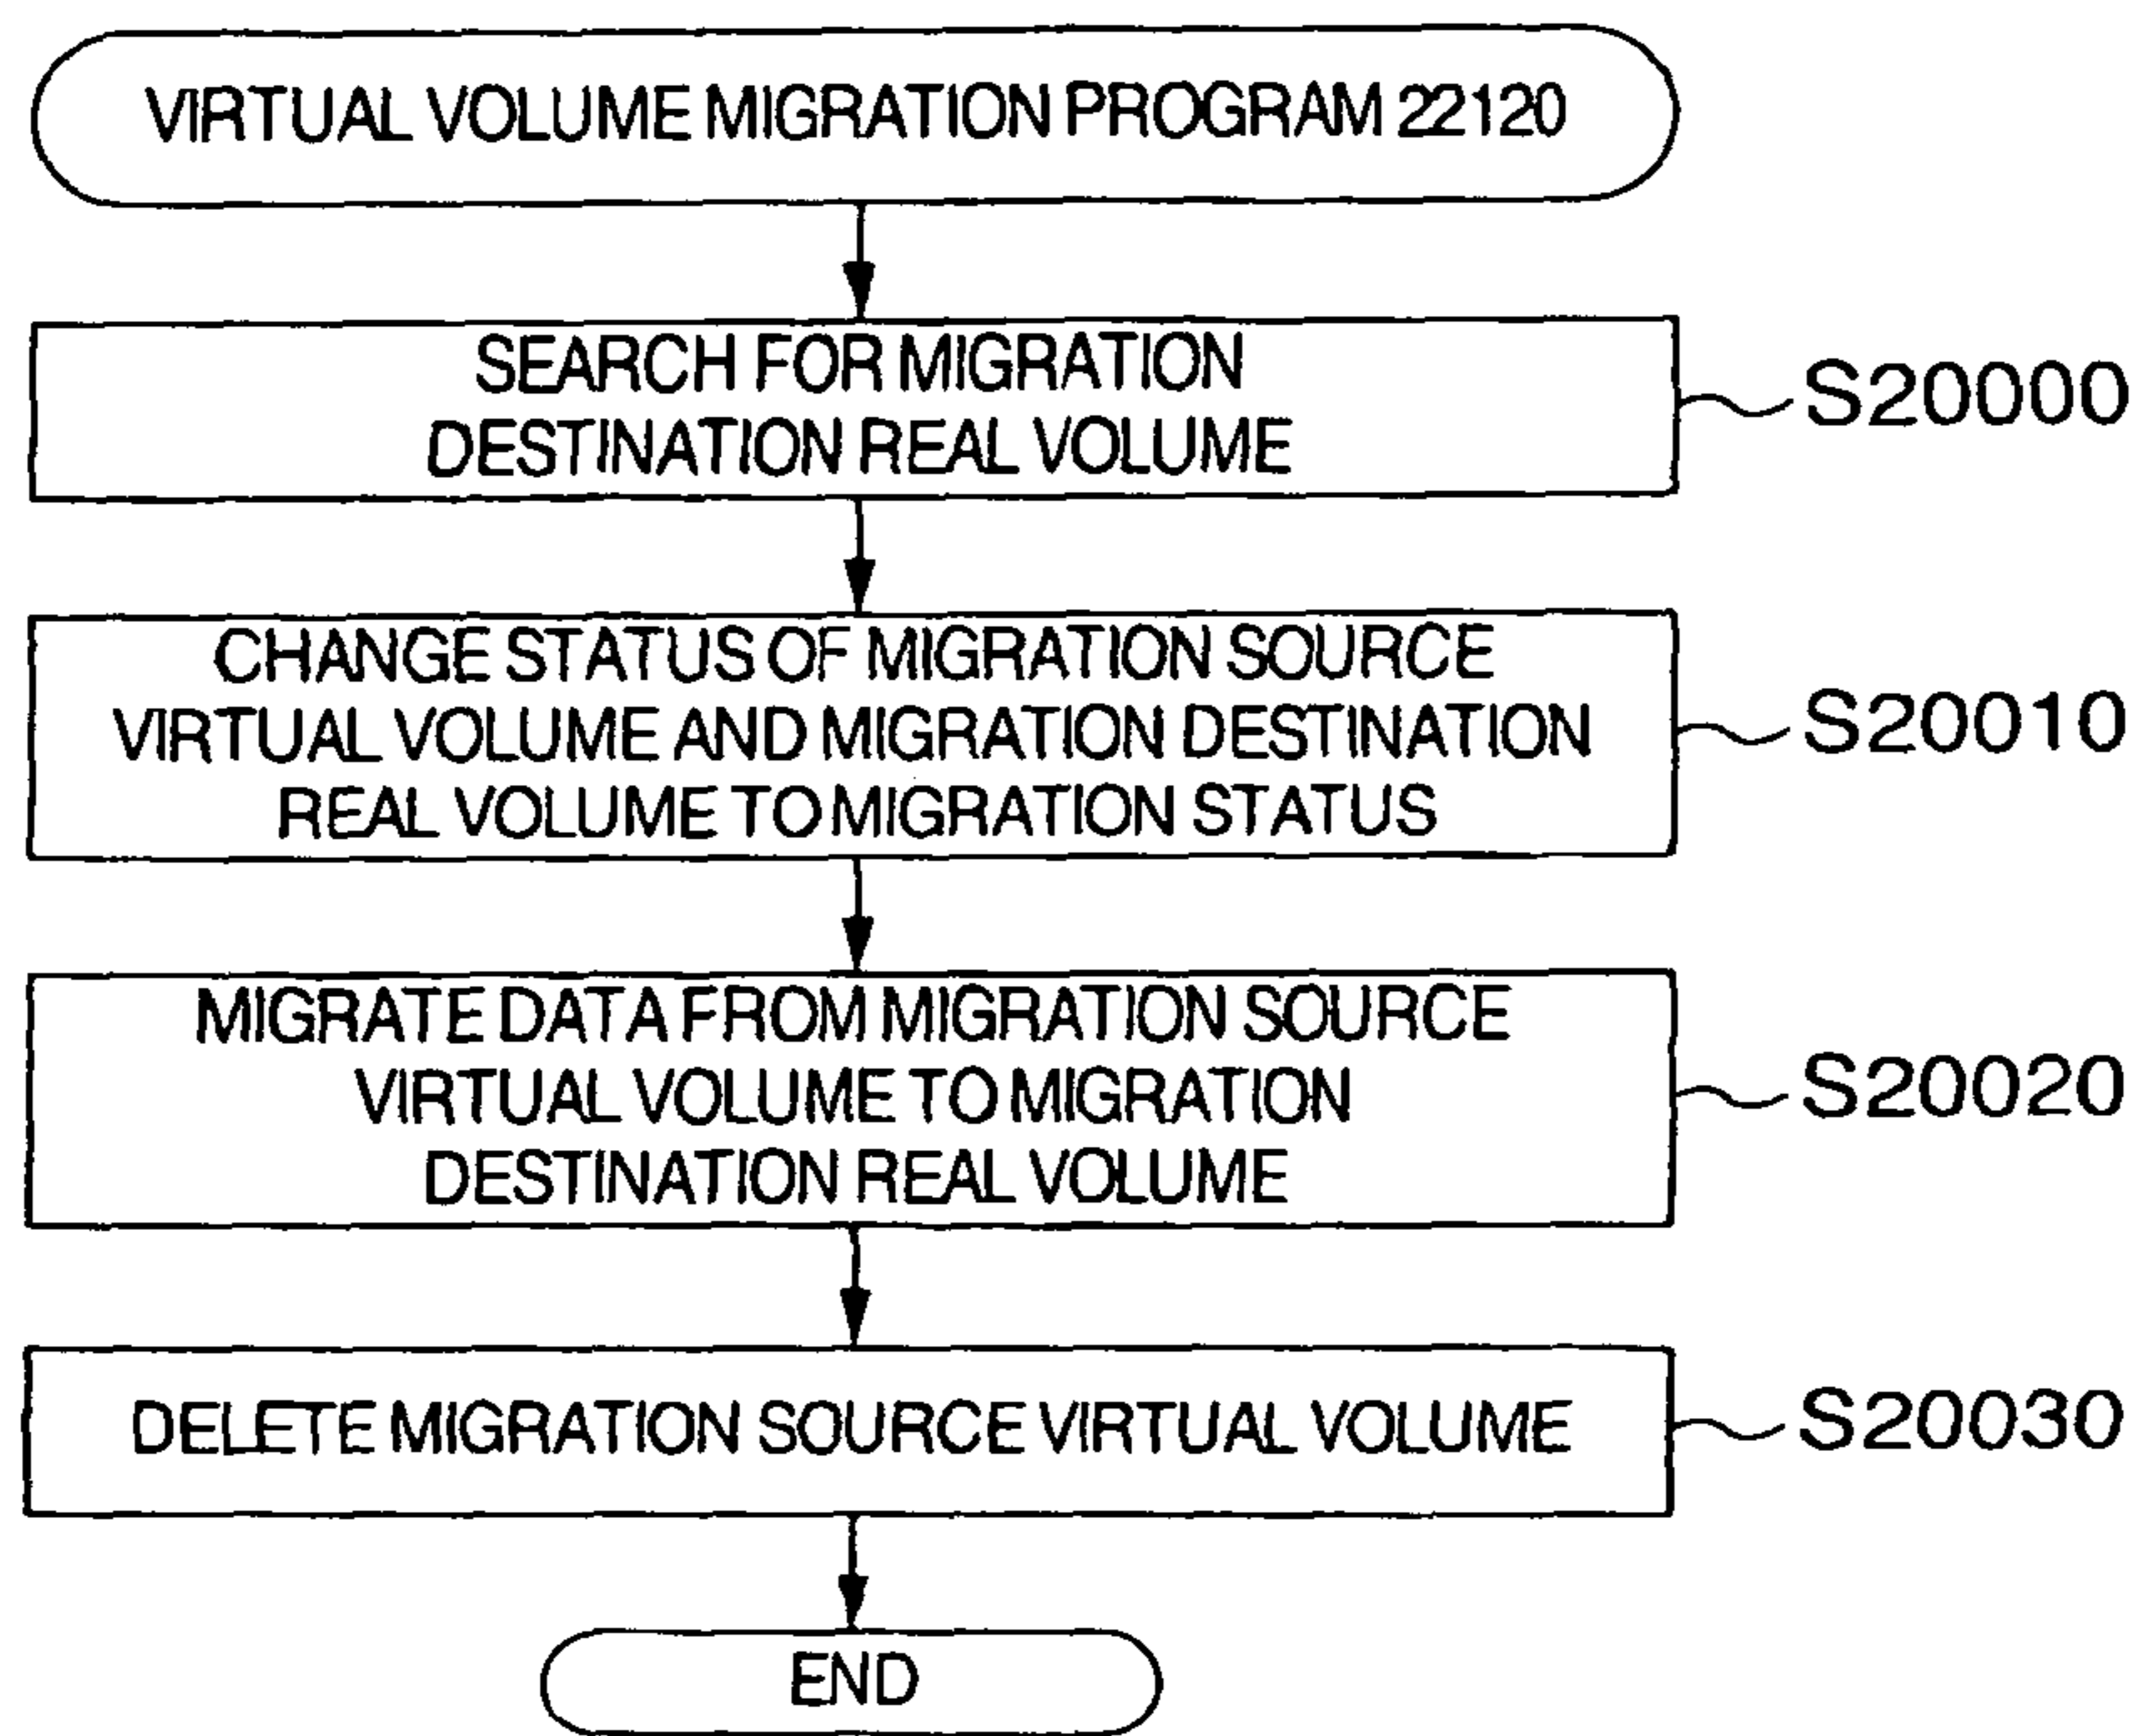 VIRTUAL VOLUME MIGRATION PROGRAM 22120
SEARCH FOR MIGRATION
DESTINATION REAL VOLUME
S20000
CHANGE STATUS OF MIGRATION SOURCE
VIRTUAL VOLUME AND MIGRATION DESTINATION
REAL VOLUME TO MIGRATION STATUS
S20010
MIGRATE DATA FROM MIGRATION SOURCE
VIRTUAL VOLUME TO MIGRATION
DESTINATION REAL VOLUME
S20020
DELETE MIGRATION SOURCE VIRTUAL VOLUME
S20030
END